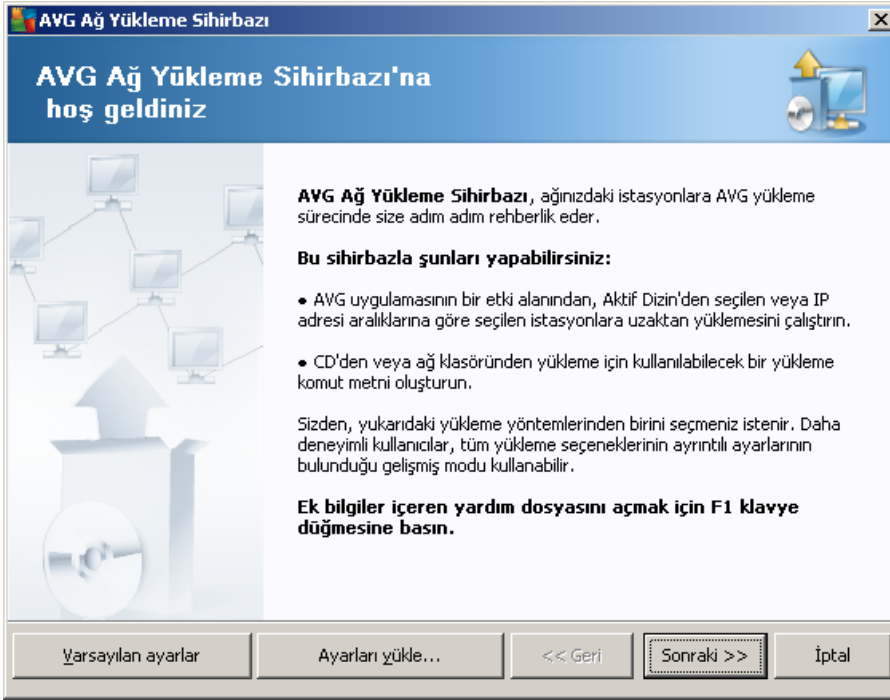 AVG Ağ Yükleme Sihirbazı
AVG Ağ Yükleme Sihirbazı'na
hoş geldiniz
AVG Ağ Yükleme Sihirbazı, ağınızdaki istasyonlara AVG yükleme
sürecinde size adım adım rehberlik eder.
Bu sihirbazla şunları yapabilirsiniz:
• AVG uygulamasının bir etki alanından, Aktif Dizin'den seçilen veya IP
adresi aralıklarına göre seçilen istasyonlara uzaktan yüklemesini çalıştırın.
• CD'den veya ağ klasöründen yükleme için kullanılabilecek bir yükleme
komut metni oluşturun.
Sizden, yukarıdaki yükleme yöntemlerinden birini seçmeniz istenir. Daha
deneyimli kullanıcılar, tüm yükleme seçeneklerinin ayrıntılı ayarlarının
bulunduğu gelişmiş modu kullanabilir.
Ek bilgiler içeren yardım dosyasını açmak için F1 klavye
düğmesine basın.
Varsayılan ayarlar
Ayarları yükle...
<< Geri
Sonraki >>
İptal